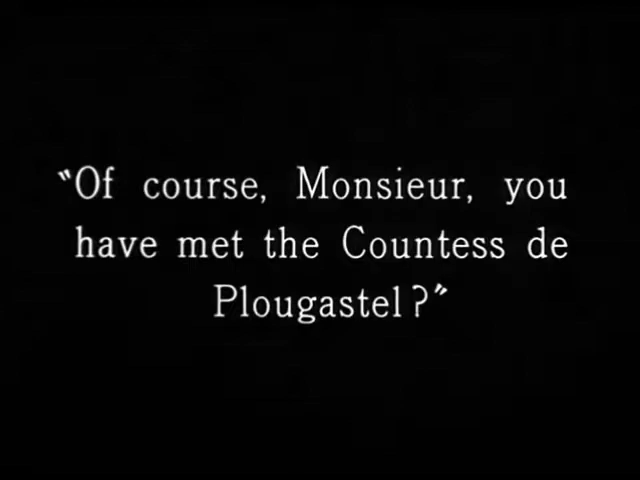 "Of course, Monsieur, you
have met the Countess de
Plougastel?"